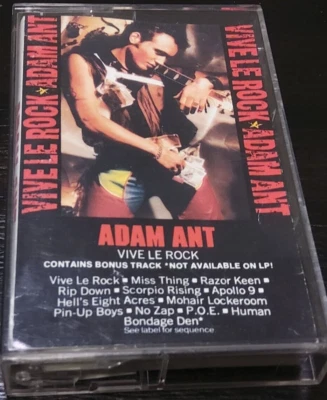 VIVE LE ROCK ★ ADAM ANT
VIVE LE ROCK ★ ADAM ANT
ADAM ANT
VIVE LE ROCK
CONTAINS BONUS TRACK *NOT AVAILABLE ON LP!
Vive Le Rock ■ Miss Thing ■ Razor Keen ■
Rip Down ■ Scorpio Rising ■ Apollo 9 ■
Hell's Eight Acres ■ Mohair Lockeroom
Pin-Up Boys ■ No Zap ■ P.O.E. ■ Human
Bondage Den*
See label for sequence